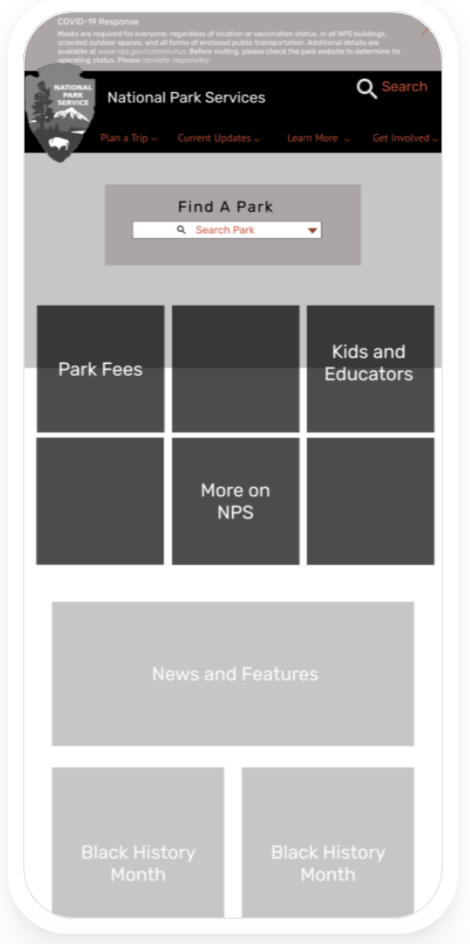 COVID-19 Response
Masks are required for everyone, regardless of location or vaccination status, in all NPS buildings,
crowded outdoor spaces, and all forms of enclosed public transportation. Additional details are
available at www.nps.gov/coronavirus. Before visiting, please check the park website to determine its
operating status. Please recreate responsibly.
NATIONAL
PARK
SERVICE
National Park Services
Search
Plan a Trip
Current Updates
Learn More
Get Involved
Find A Park
Search Park
Park Fees
Kids and
Educators
More on
NPS
News and Features
Black History
Month
Black History
Month